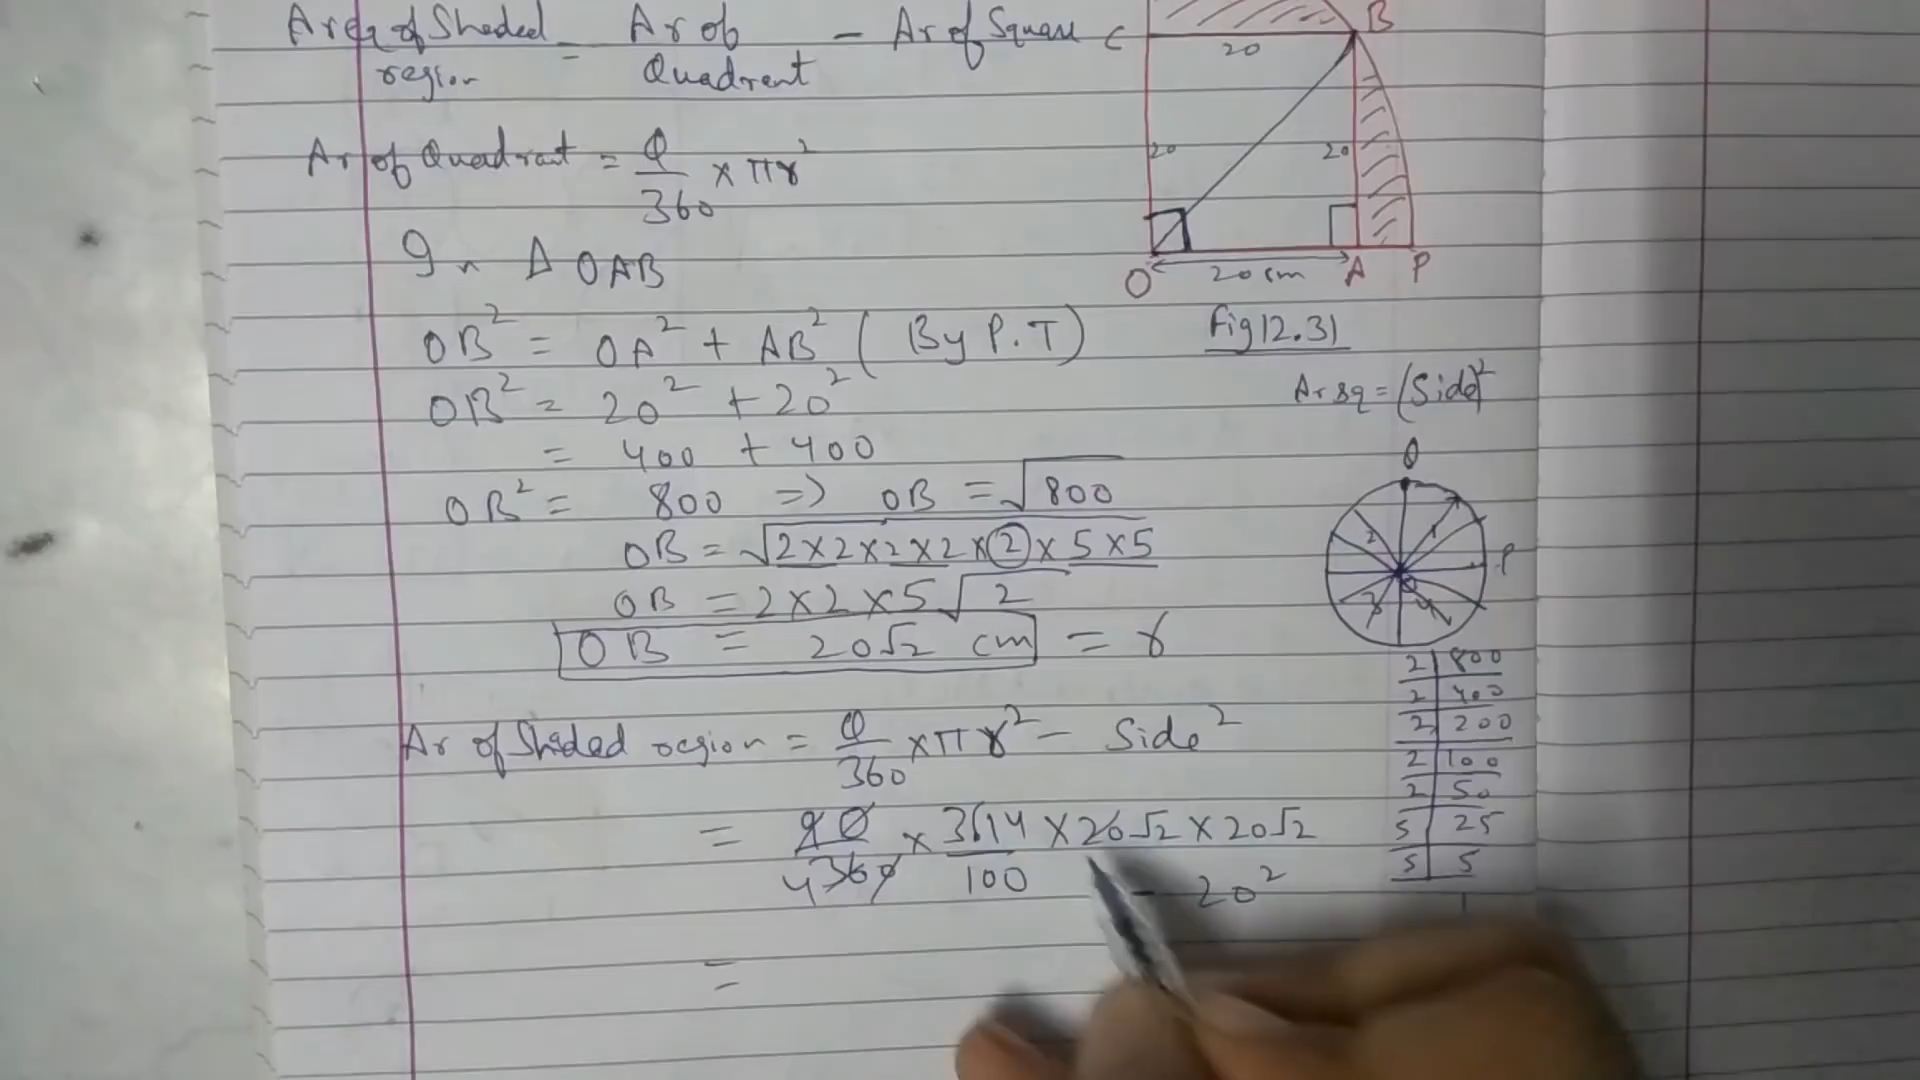 Area of Shaded region = Ar of Quadrent - Ar of Square
Ar of Quadrant = θ/360 × πr²
In Δ OAB
OB² = OA² + AB² (By P.T)
OB² = 20² + 20²
= 400 + 400
OB² = 800 => OB = √800
OB = √2×2×2×2×2×5×5
OB = 2×2×5√2
OB = 20√2 cm = r
Ar of Shaded region = θ/360 × πr² - Side²
= 90/360 × 314/100 × 20√2 × 20√2 - 20²
4
=
C B
20
20 20
O 20 cm A P
Fig 12.31
Ar sq = (Side)²
Q
P
O
2 | 800
2 | 400
2 | 200
2 | 100
2 | 50
5 | 25
5 | 5